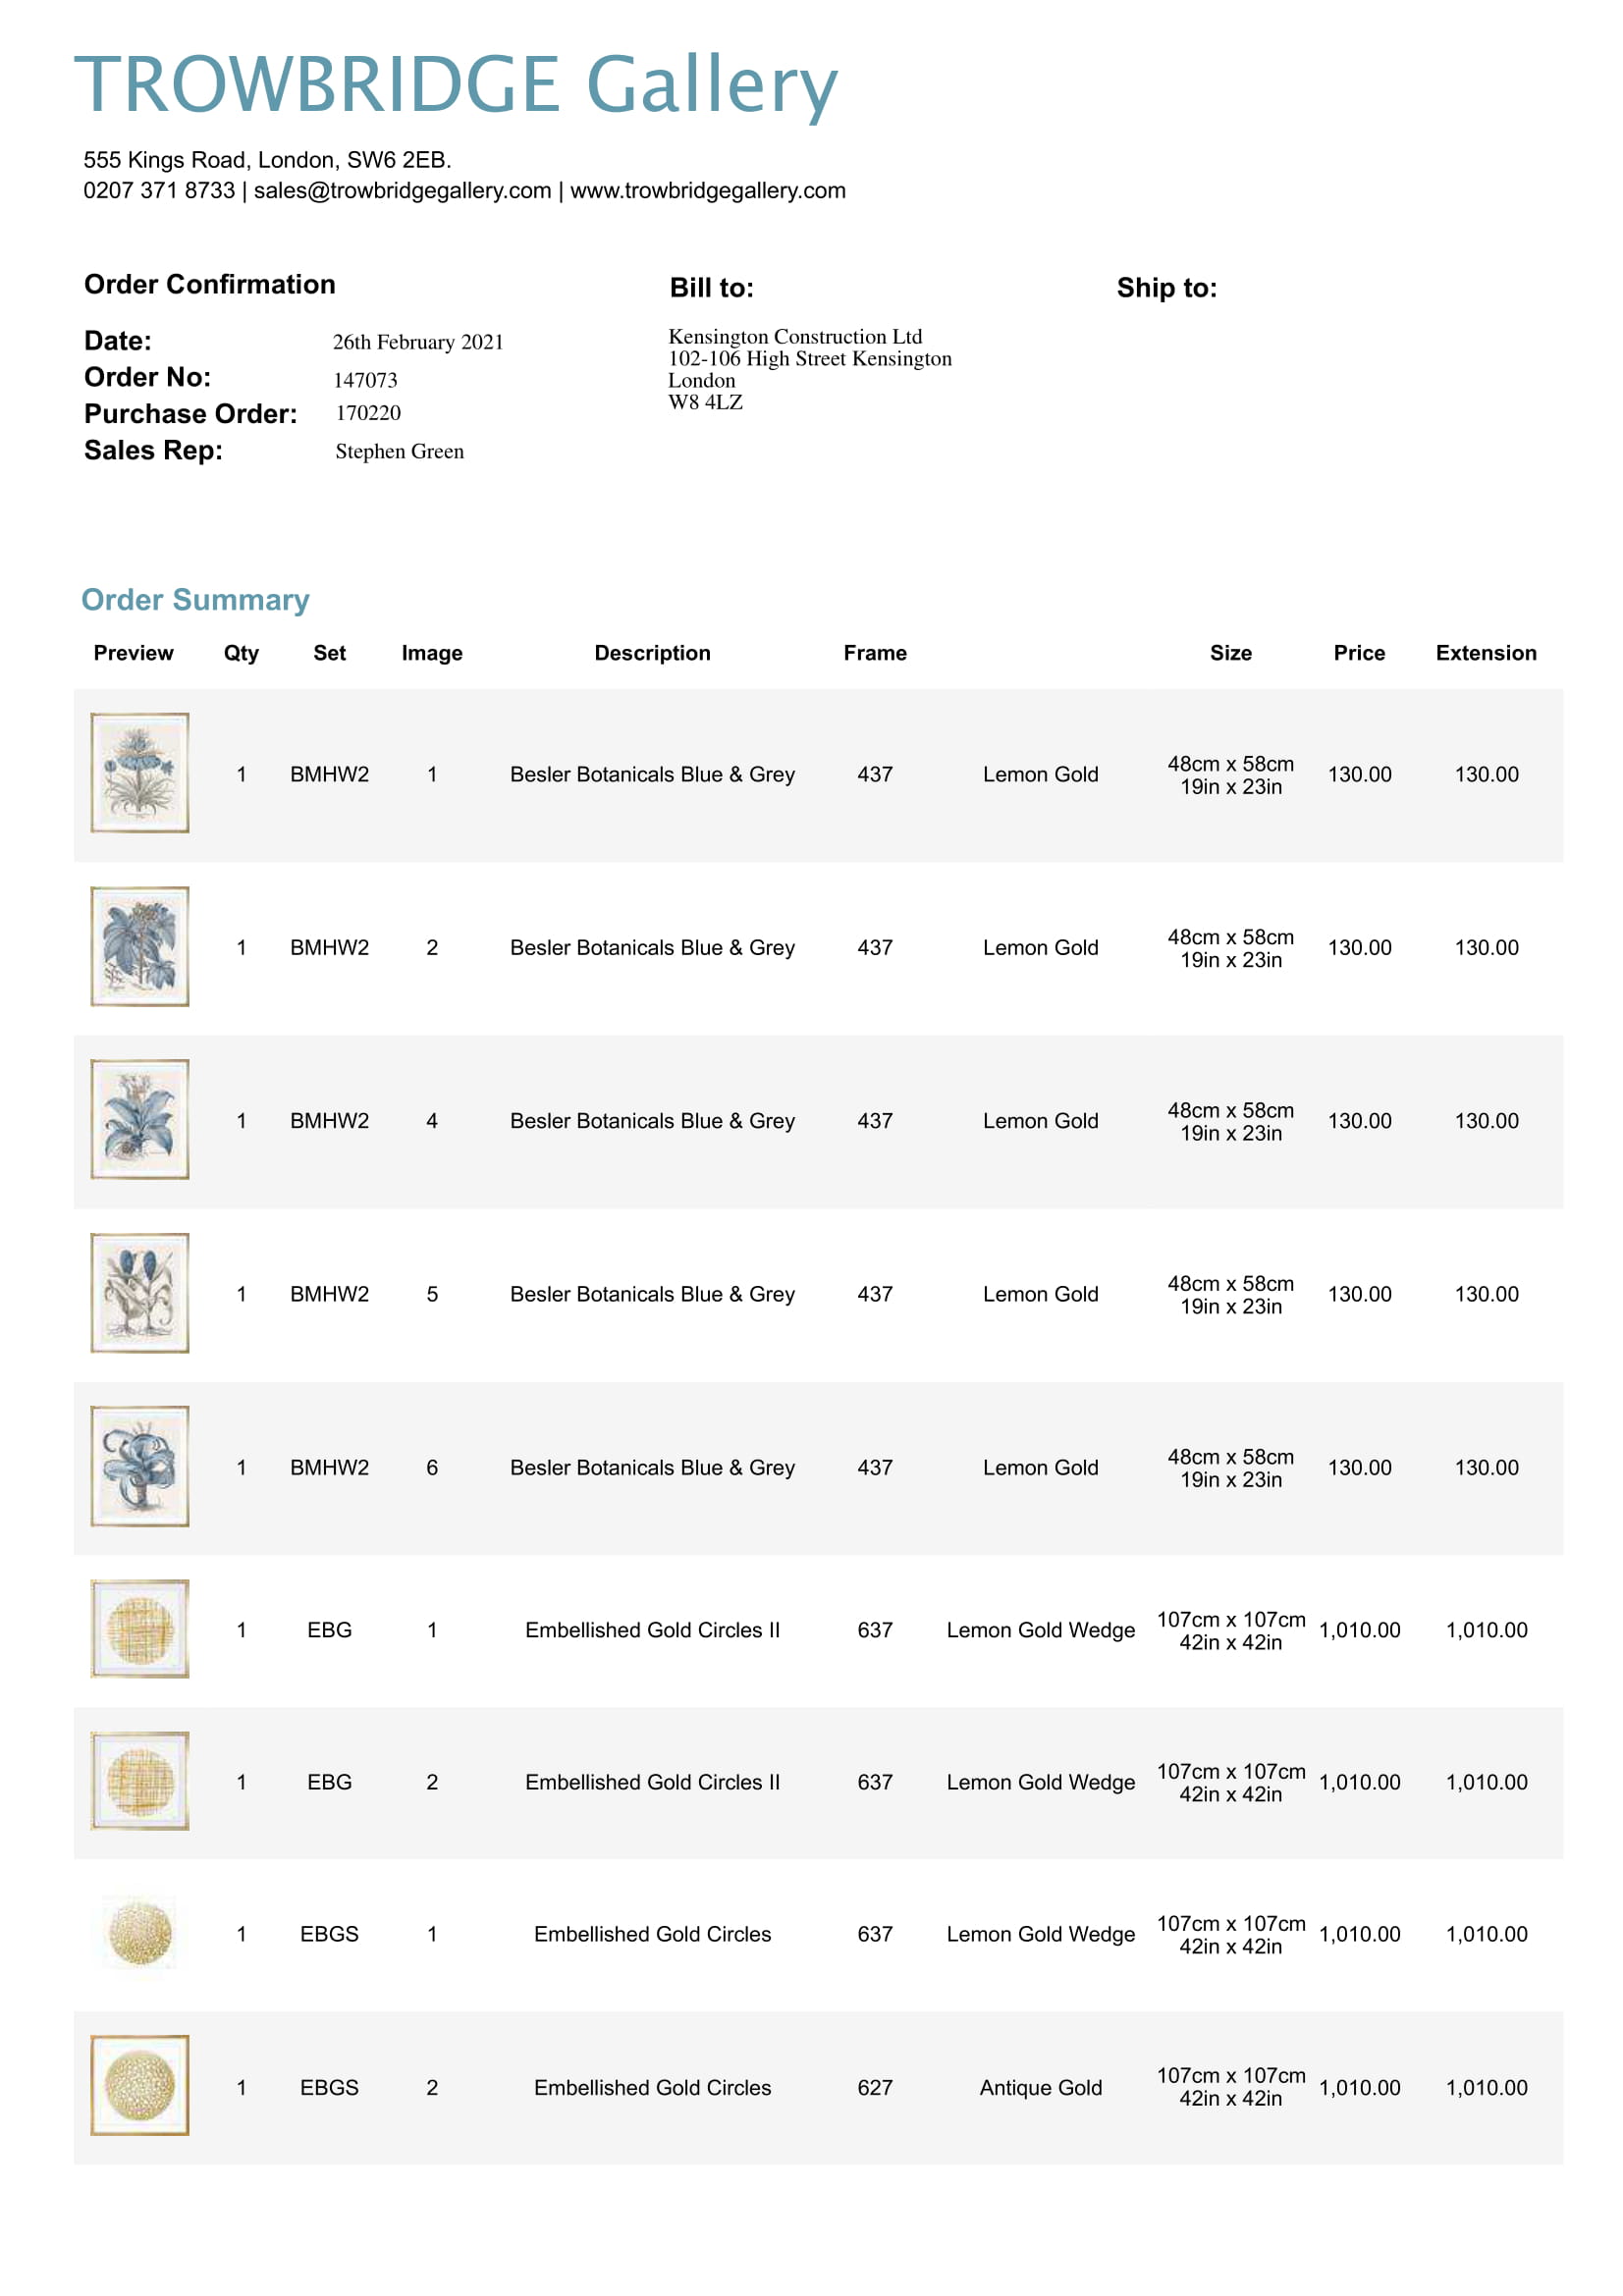 TROWBRIDGE Gallery
555 Kings Road, London, SW6 2EB.
0207 371 8733 | sales@trowbridgegallery.com | www.trowbridgegallery.com
Order Confirmation
Date: 26th February 2021
Order No: 147073
Purchase Order: 170220
Sales Rep: Stephen Green
Bill to:
Kensington Construction Ltd
102-106 High Street Kensington
London
W8 4LZ
Ship to:
Order Summary
Preview Qty Set Image Description Frame Size Price Extension
1 BMHW2 1 Besler Botanicals Blue & Grey 437 Lemon Gold 48cm x 58cm 130.00 130.00
19in x 23in
1 BMHW2 2 Besler Botanicals Blue & Grey 437 Lemon Gold 48cm x 58cm 130.00 130.00
19in x 23in
1 BMHW2 4 Besler Botanicals Blue & Grey 437 Lemon Gold 48cm x 58cm 130.00 130.00
19in x 23in
1 BMHW2 5 Besler Botanicals Blue & Grey 437 Lemon Gold 48cm x 58cm 130.00 130.00
19in x 23in
1 BMHW2 6 Besler Botanicals Blue & Grey 437 Lemon Gold 48cm x 58cm 130.00 130.00
19in x 23in
1 EBG 1 Embellished Gold Circles II 637 Lemon Gold Wedge 107cm x 107cm 1,010.00 1,010.00
42in x 42in
1 EBG 2 Embellished Gold Circles II 637 Lemon Gold Wedge 107cm x 107cm 1,010.00 1,010.00
42in x 42in
1 EBGS 1 Embellished Gold Circles 637 Lemon Gold Wedge 107cm x 107cm 1,010.00 1,010.00
42in x 42in
1 EBGS 2 Embellished Gold Circles 627 Antique Gold 107cm x 107cm 1,010.00 1,010.00
42in x 42in